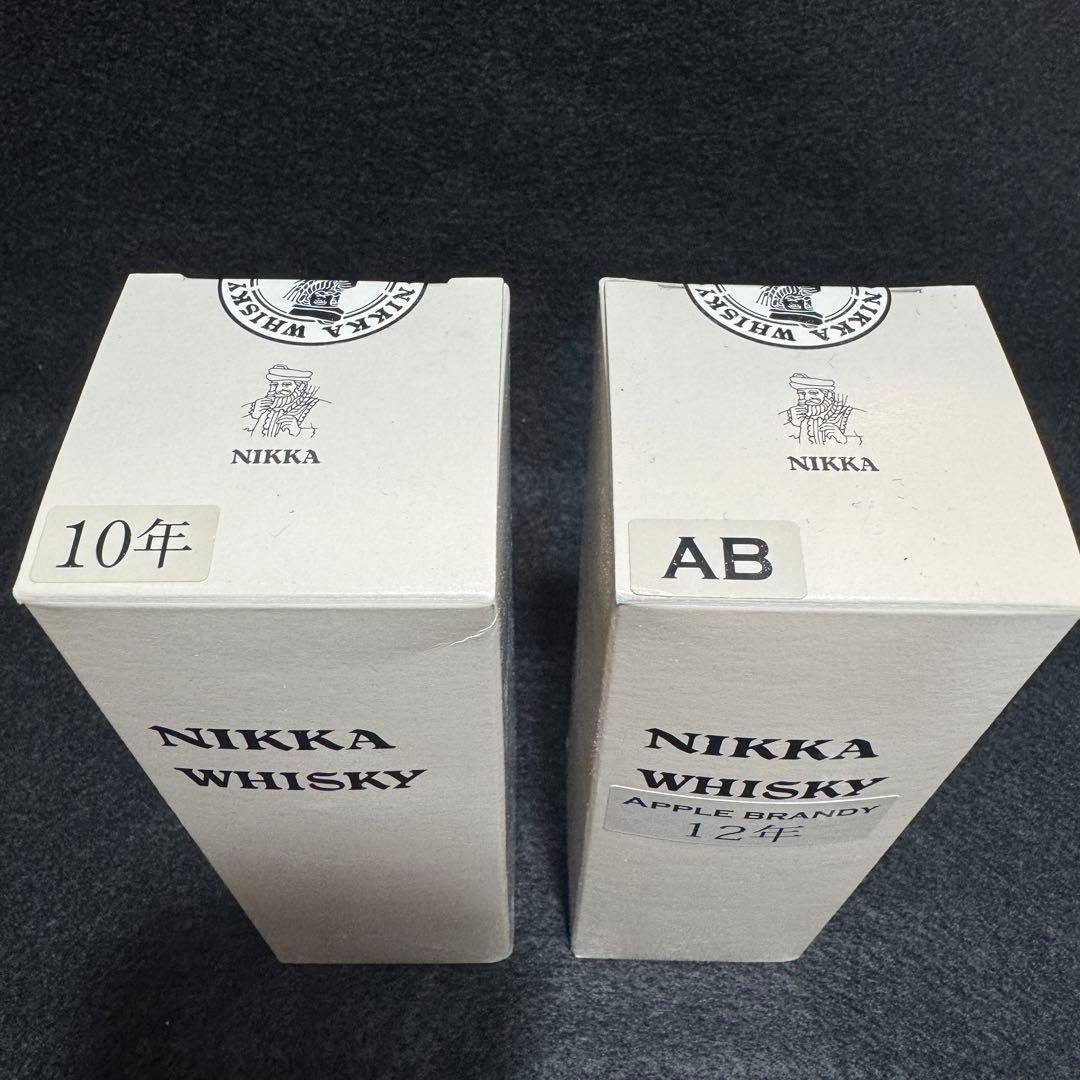 NIKKA WHISKY
NIKKA
10年
NIKKA
WHISKY
NIKKA WHISKY
NIKKA
AB
NIKKA
WHISKY
APPLE BRANDY
12年